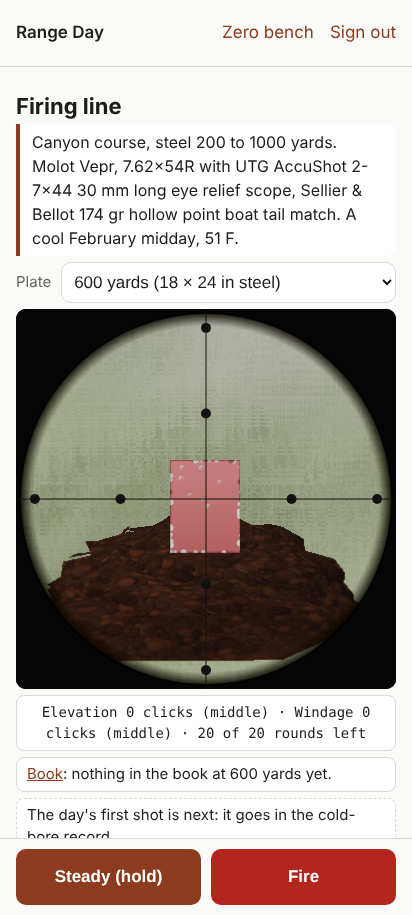 Range Day
Zero bench
Sign out
Firing line
Canyon course, steel 200 to 1000 yards.
Molot Vepr, 7.62×54R with UTG AccuShot 2-
7×44 30 mm long eye relief scope, Sellier &
Bellot 174 gr hollow point boat tail match. A
cool February midday, 51 F.
Plate
600 yards (18 × 24 in steel)
Elevation 0 clicks (middle) · Windage 0
clicks (middle) · 20 of 20 rounds left
Book: nothing in the book at 600 yards yet.
The day's first shot is next: it goes in the cold-
bore record.
Steady (hold)
Fire